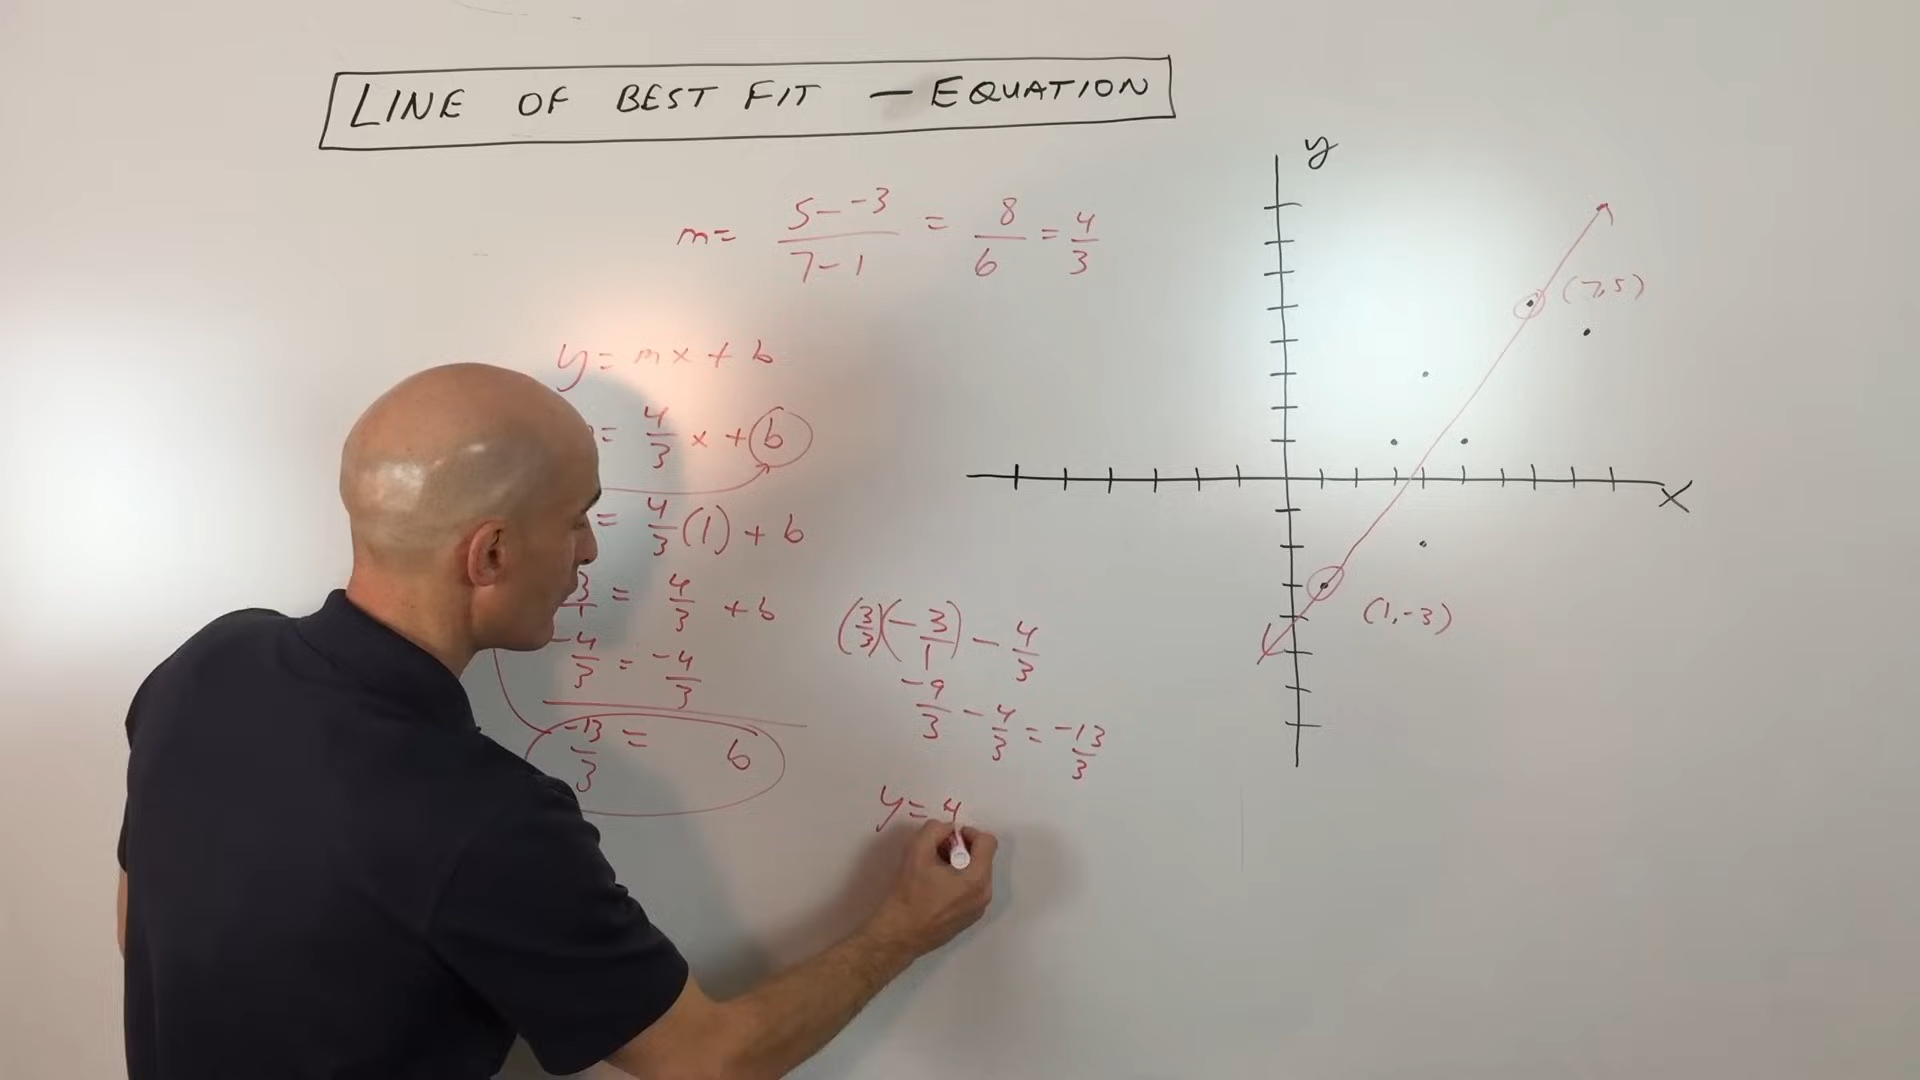 LINE OF BEST FIT — EQUATION
m = 5 - -3 / 7 - 1 = 8/6 = 4/3
y = mx + b
= 4/3 x + b
= 4/3 (1) + b
3/1 = 4/3 + b
-4/3 = -4/3
-13/3 = b
(3/3)(-3/1) - 4/3
-9/3 - 4/3 = -13/3
y = 4
y
(7,5)
x
(1,-3)